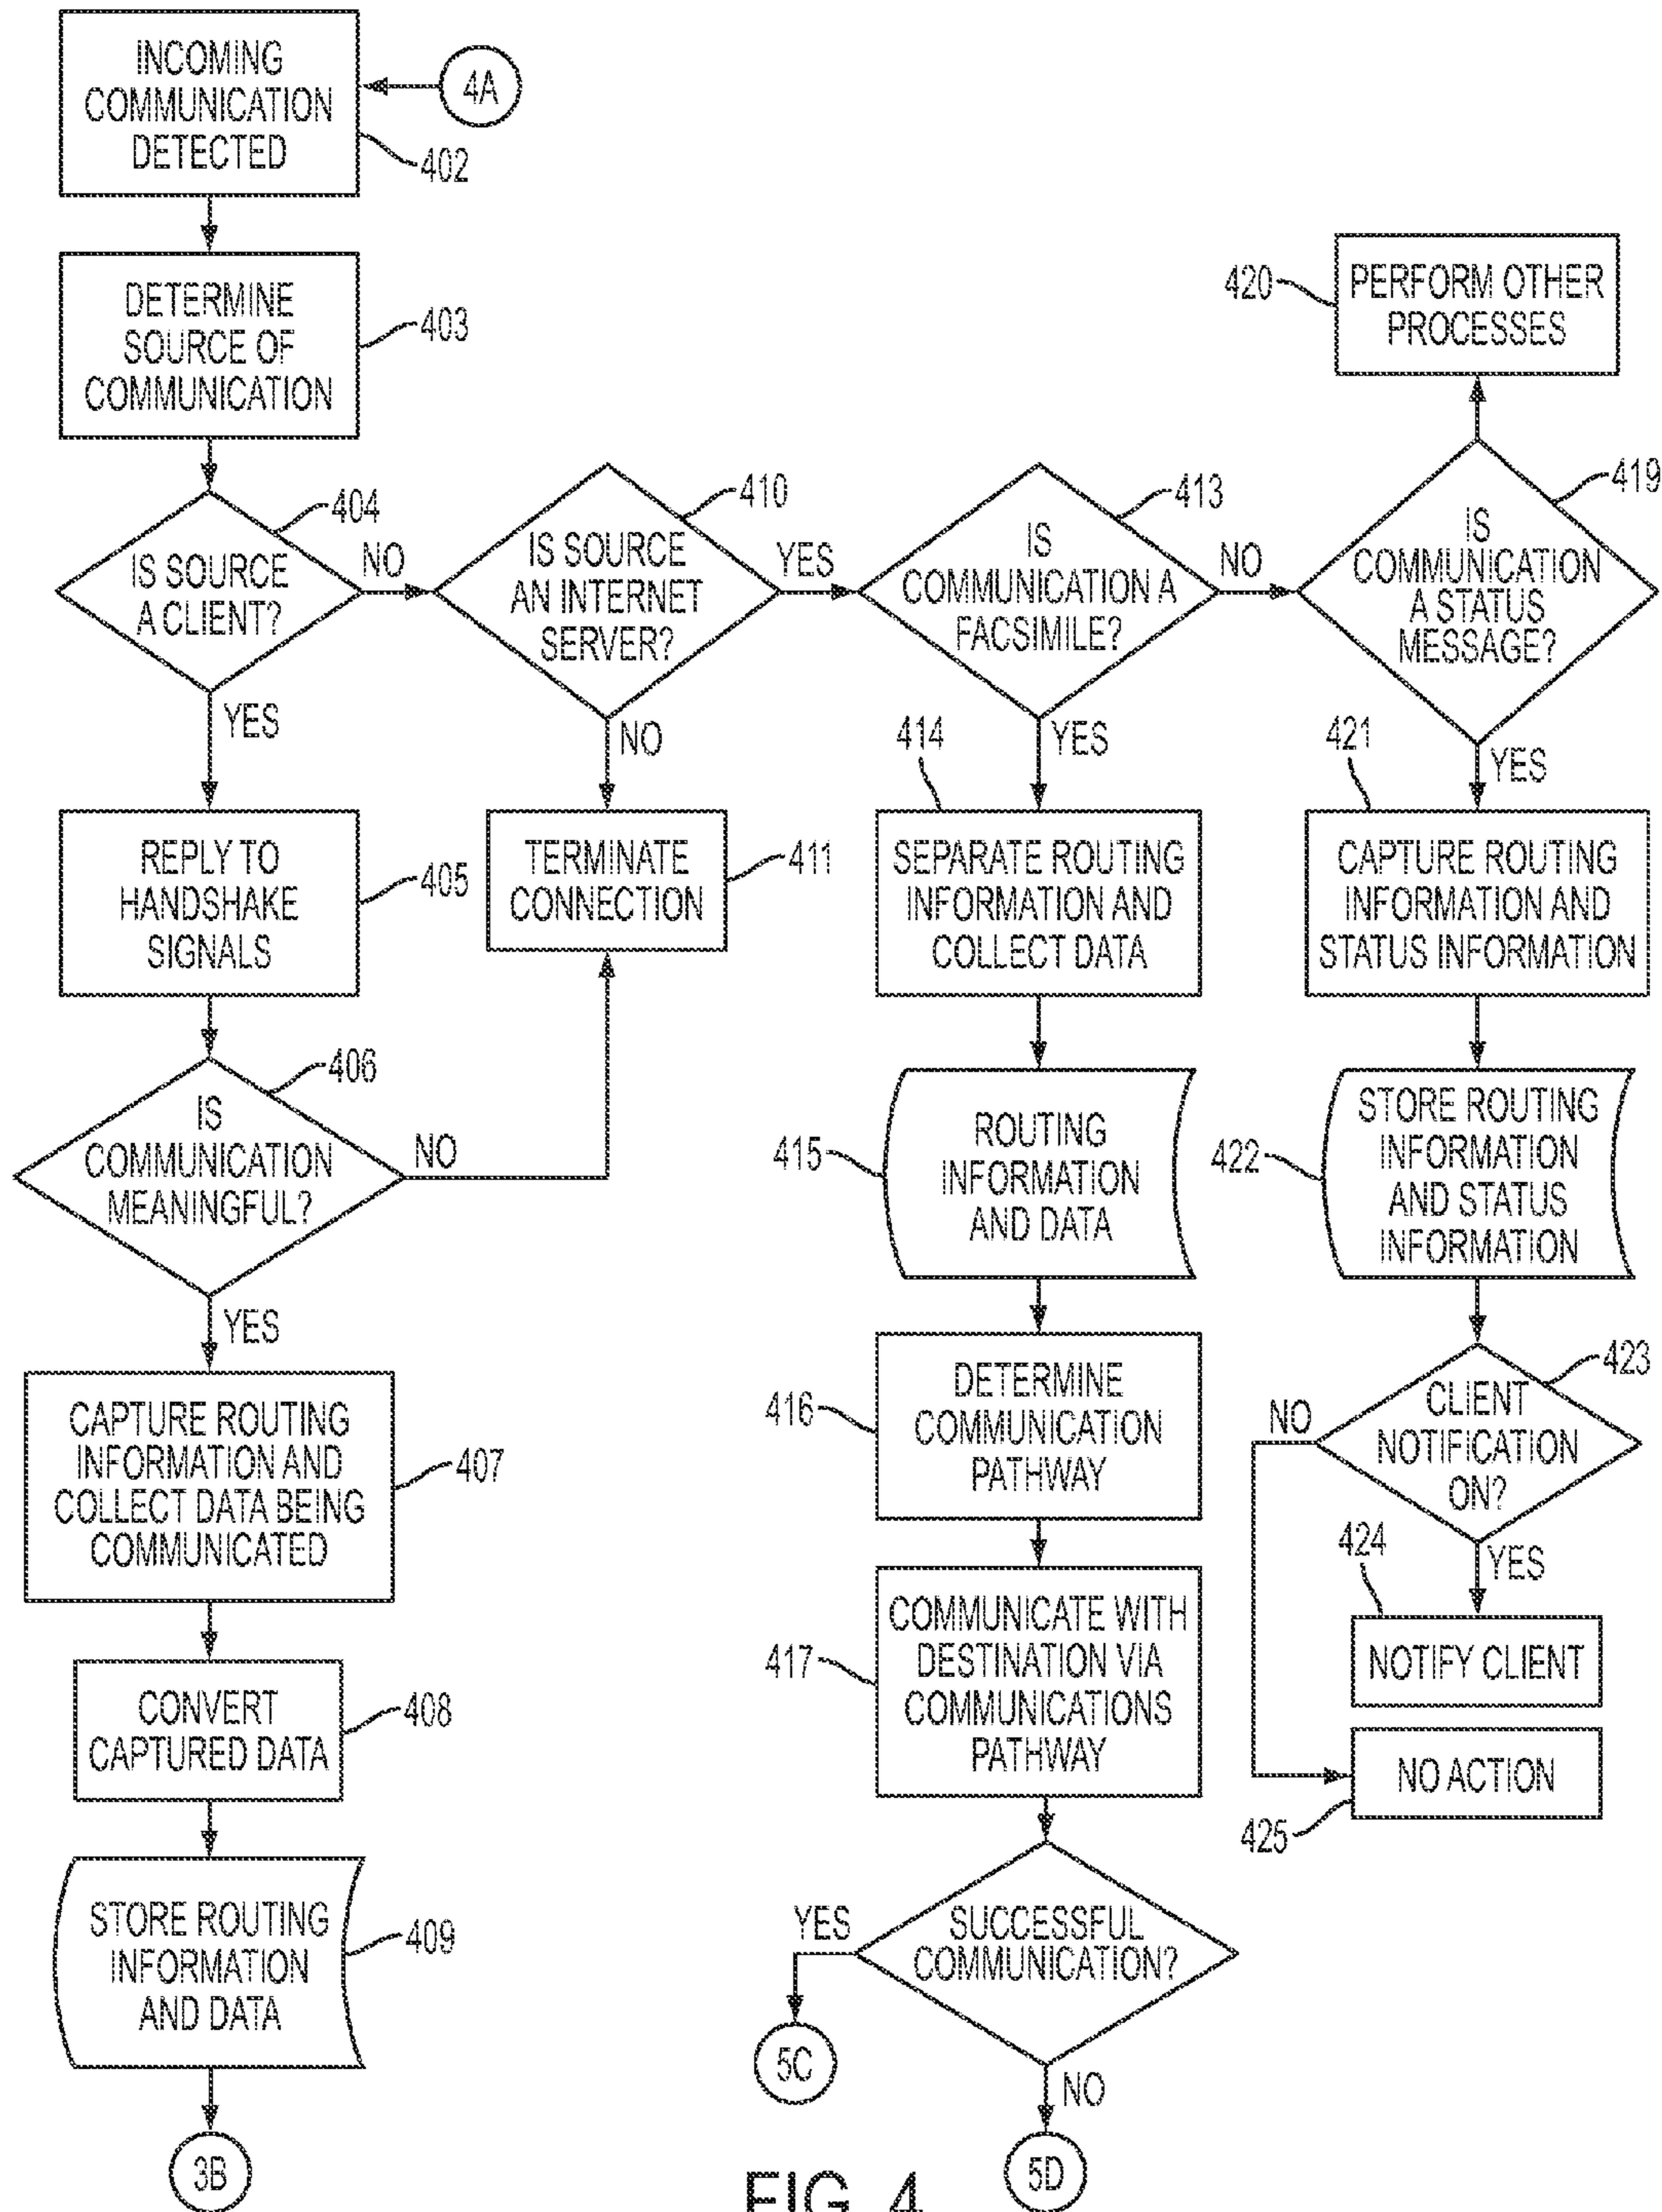 INCOMING
COMMUNICATION
DETECTED
402
4A
DETERMINE
SOURCE OF
COMMUNICATION
403
IS SOURCE
A CLIENT?
404
NO
YES
REPLY TO
HANDSHAKE
SIGNALS
405
IS
COMMUNICATION
MEANINGFUL?
406
NO
YES
CAPTURE ROUTING
INFORMATION AND
COLLECT DATA BEING
COMMUNICATED
407
CONVERT
CAPTURED DATA
408
STORE ROUTING
INFORMATION
AND DATA
409
3B
IS SOURCE
AN INTERNET
SERVER?
410
YES
NO
TERMINATE
CONNECTION
411
IS
COMMUNICATION A
FACSIMILE?
413
NO
YES
414
SEPARATE ROUTING
INFORMATION AND
COLLECT DATA
415
ROUTING
INFORMATION
AND DATA
416
DETERMINE
COMMUNICATION
PATHWAY
417
COMMUNICATE WITH
DESTINATION VIA
COMMUNICATIONS
PATHWAY
SUCCESSFUL
COMMUNICATION?
YES
5C
NO
5D
420
PERFORM OTHER
PROCESSES
419
IS
COMMUNICATION
A STATUS
MESSAGE?
YES
421
CAPTURE ROUTING
INFORMATION AND
STATUS INFORMATION
422
STORE ROUTING
INFORMATION
AND STATUS
INFORMATION
423
CLIENT
NOTIFICATION
ON?
NO
YES
424
NOTIFY CLIENT
NO ACTION
425
FIG. 4